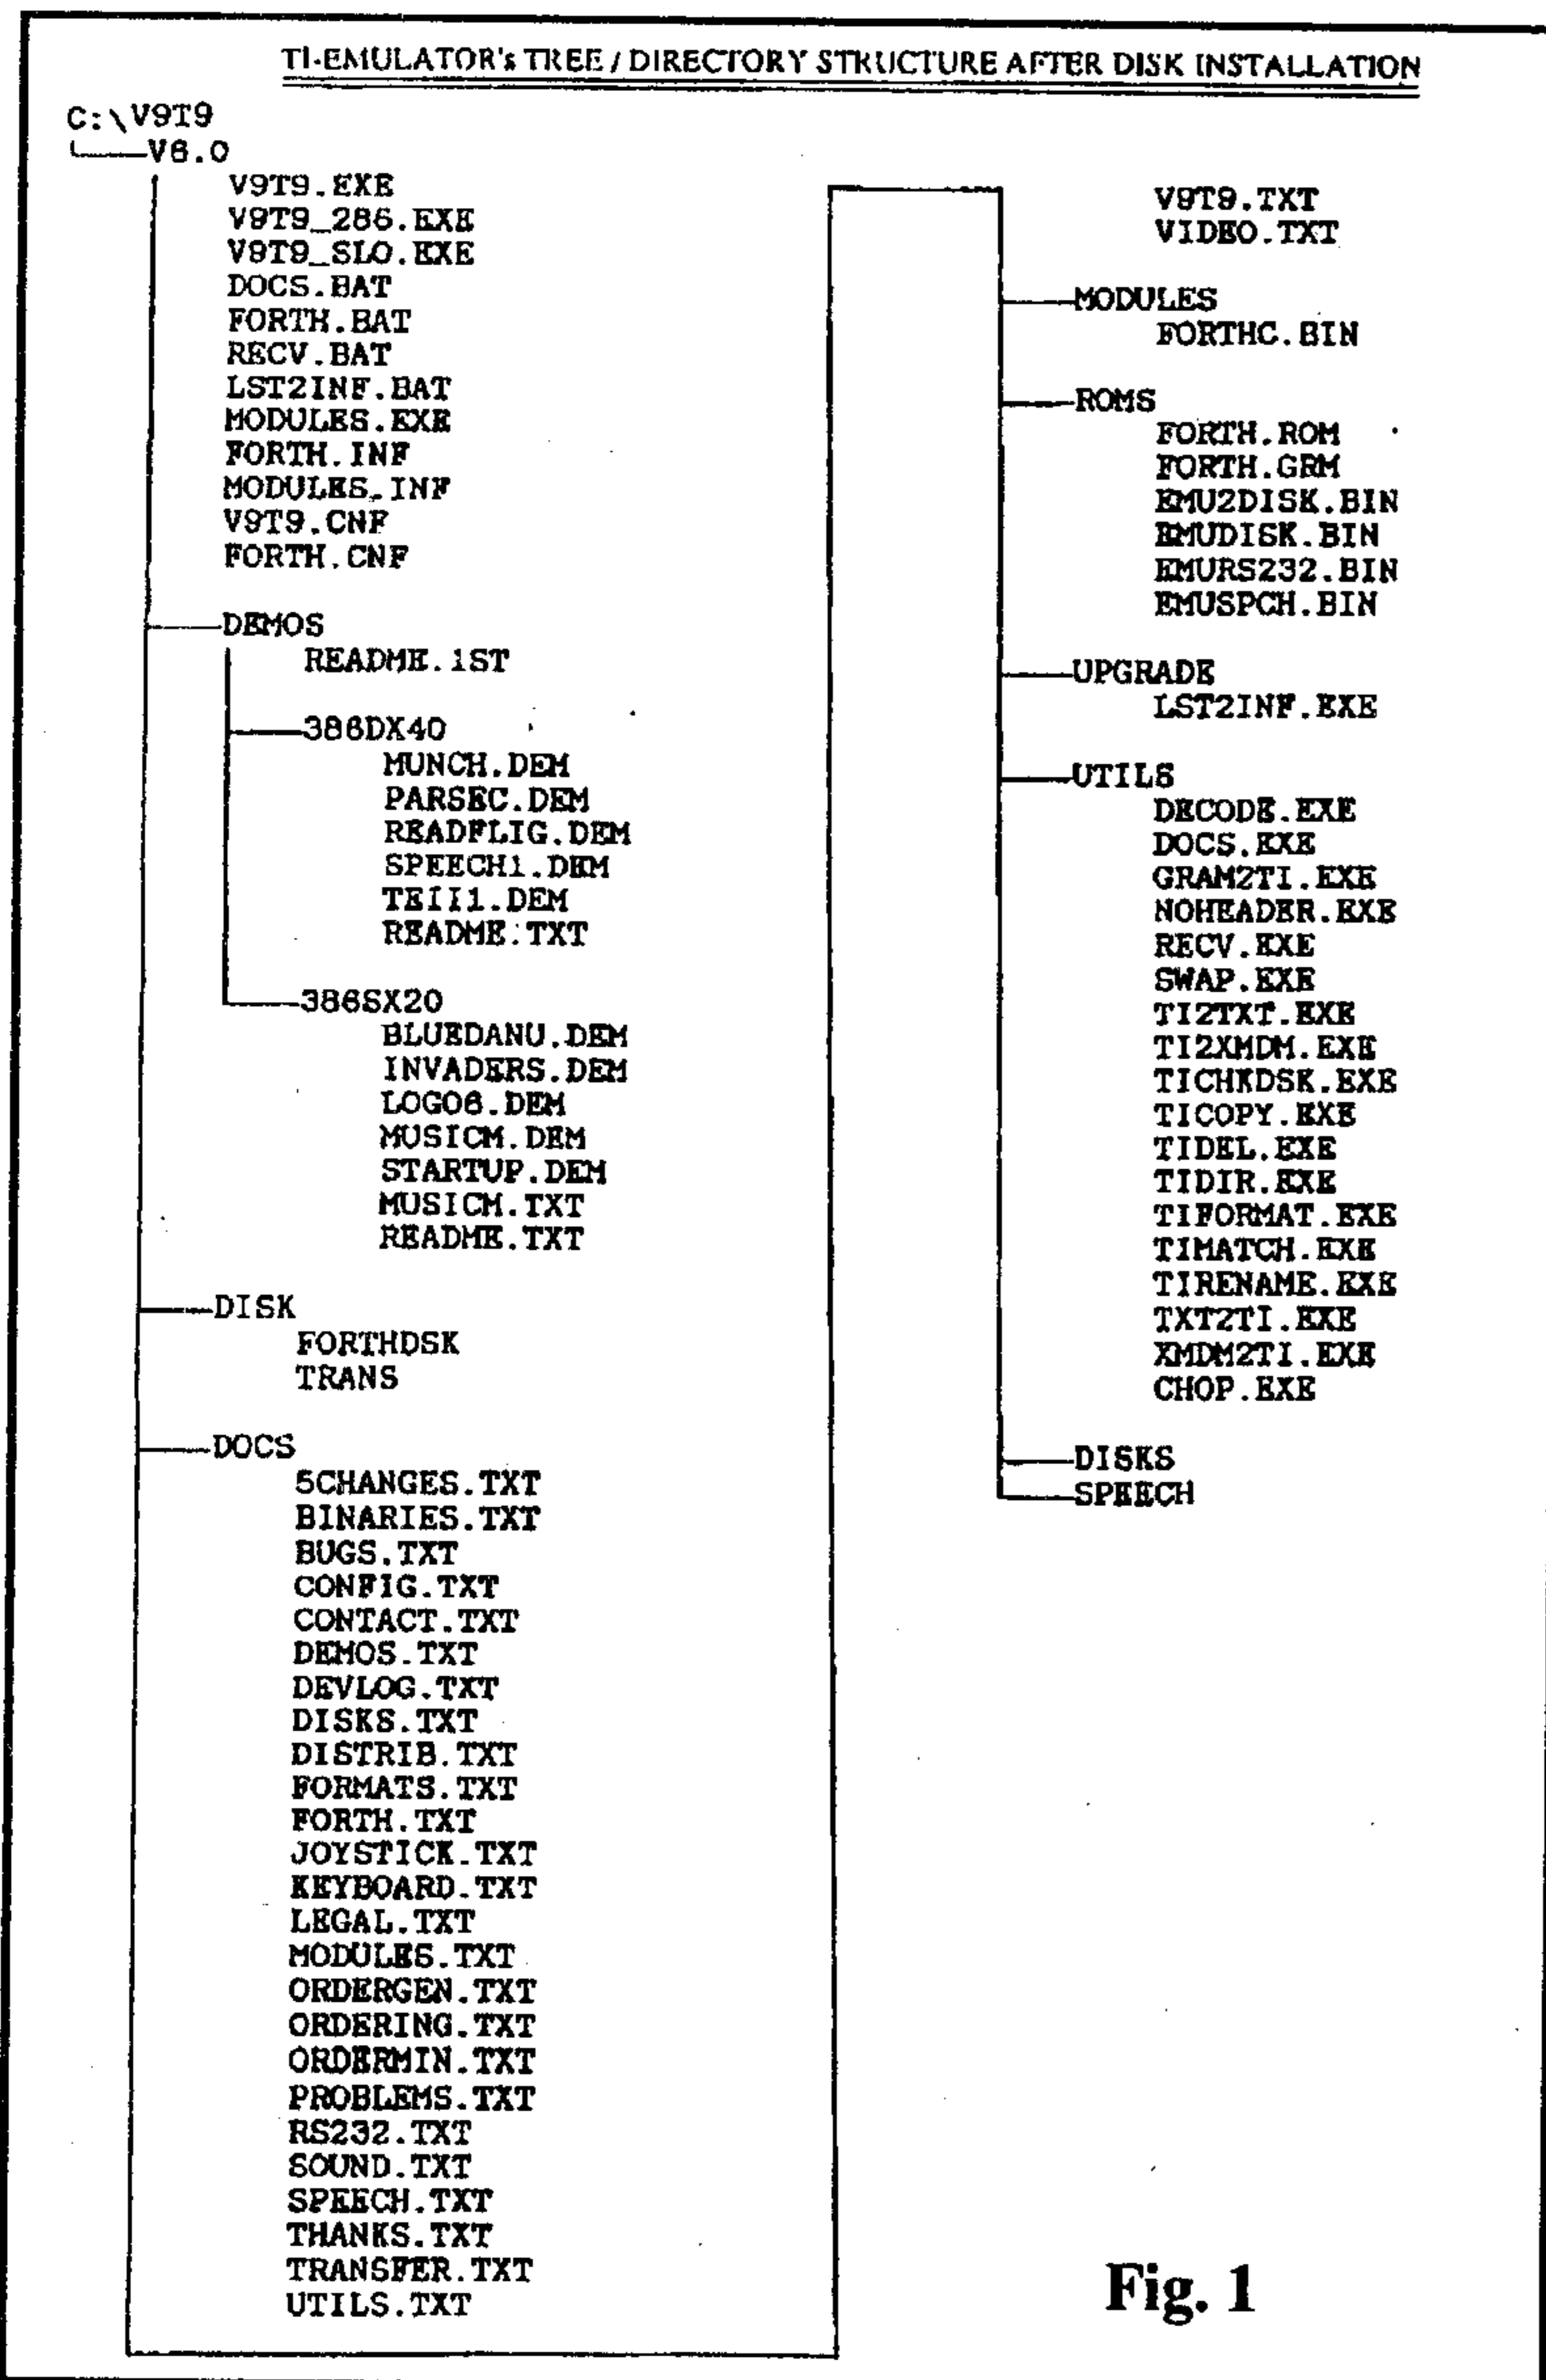 TI-EMULATOR's TREE / DIRECTORY STRUCTURE AFTER DISK INSTALLATION
C:\V9T9
V6.0
V9T9.EXE
V9T9_286.EXE
V9T9_SLO.EXE
DOCS.BAT
FORTH.BAT
RECV.BAT
LST2INF.BAT
MODULES.EXE
FORTH.INF
MODULES.INF
V9T9.CNF
FORTH.CNF
DEMOS
README.1ST
386DX40
MUNCH.DEM
PARSEC.DEM
READFLIG.DEM
SPEECH1.DEM
TEII1.DEM
README.TXT
386SX20
BLUEDANU.DEM
INVADERS.DEM
LOGO6.DEM
MUSICM.DEM
STARTUP.DEM
MUSICM.TXT
README.TXT
DISK
FORTHDSK
TRANS
DOCS
5CHANGES.TXT
BINARIES.TXT
BUGS.TXT
CONFIG.TXT
CONTACT.TXT
DEMOS.TXT
DEVLOG.TXT
DISKS.TXT
DISTRIB.TXT
FORMATS.TXT
FORTH.TXT
JOYSTICK.TXT
KEYBOARD.TXT
LEGAL.TXT
MODULES.TXT
ORDERGEN.TXT
ORDERING.TXT
ORDERMIN.TXT
PROBLEMS.TXT
RS232.TXT
SOUND.TXT
SPEECH.TXT
THANKS.TXT
TRANSFER.TXT
UTILS.TXT
V9T9.TXT
VIDEO.TXT
MODULES
FORTHC.BIN
ROMS
FORTH.ROM
FORTH.GRM
EMU2DISK.BIN
EMUDISK.BIN
EMURS232.BIN
EMUSPCH.BIN
UPGRADE
LST2INF.EXE
UTILS
DECODE.EXE
DOCS.EXE
GRAM2TI.EXE
NOHEADER.EXE
RECV.EXE
SWAP.EXE
TI2TXT.EXE
TI2XMDM.EXE
TICHKDSK.EXE
TICOPY.EXE
TIDEL.EXE
TIDIR.EXE
TIFORMAT.EXE
TIMATCH.EXE
TIRENAME.EXE
TXT2TI.EXE
XMDM2TI.EXE
CHOP.EXE
DISKS
SPEECH
Fig. 1